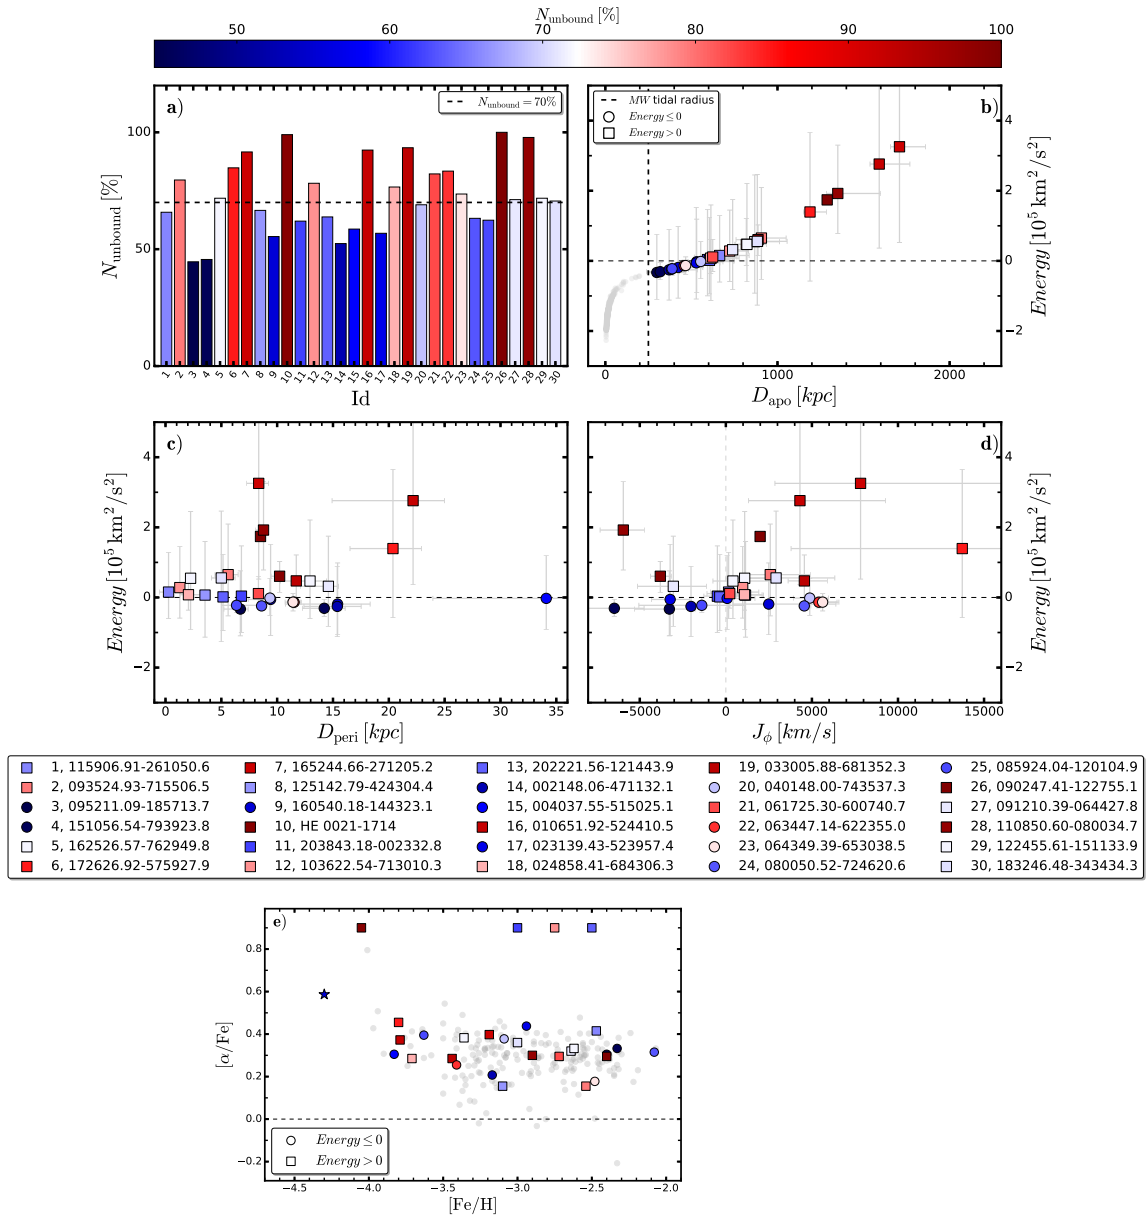 N_unbound [%]
50 60 70 80 90 100
a)
N_unbound = 70%
100
50
0
N_unbound [%]
1 2 3 4 5 6 7 8 9 10 11 12 13 14 15 16 17 18 19 20 21 22 23 24 25 26 27 28 29 30
Id
b)
MW tidal radius
Energy ≤ 0
Energy > 0
4
2
0
−2
Energy [10^5 km^2/s^2]
0 1000 2000
D_apo [kpc]
c)
4
2
0
−2
Energy [10^5 km^2/s^2]
0 5 10 15 20 25 30 35
D_peri [kpc]
d)
4
2
0
−2
Energy [10^5 km^2/s^2]
−5000 0 5000 10000 15000
J_ϕ [km/s]
1, 115906.91-261050.6
2, 093524.93-715506.5
3, 095211.09-185713.7
4, 151056.54-793923.8
5, 162526.57-762949.8
6, 172626.92-575927.9
7, 165244.66-271205.2
8, 125142.79-424304.4
9, 160540.18-144323.1
10, HE 0021-1714
11, 203843.18-002332.8
12, 103622.54-713010.3
13, 202221.56-121443.9
14, 002148.06-471132.1
15, 004037.55-515025.1
16, 010651.92-524410.5
17, 023139.43-523957.4
18, 024858.41-684306.3
19, 033005.88-681352.3
20, 040148.00-743537.3
21, 061725.30-600740.7
22, 063447.14-622355.0
23, 064349.39-653038.5
24, 080050.52-724620.6
25, 085924.04-120104.9
26, 090247.41-122755.1
27, 091210.39-064427.8
28, 110850.60-080034.7
29, 122455.61-151133.9
30, 183246.48-343434.3
e)
0.8
0.6
0.4
0.2
0.0
−0.2
[α/Fe]
Energy ≤ 0
Energy > 0
−4.5 −4.0 −3.5 −3.0 −2.5 −2.0
[Fe/H]